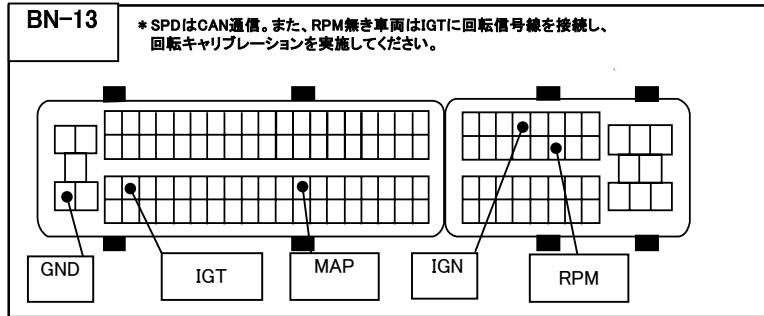 BN-13
*SPDはCAN通信。また、RPM無き車両はIGTに回転信号線を接続し、
回転キャリブレーションを実施してください。
GND
IGT
MAP
IGN
RPM